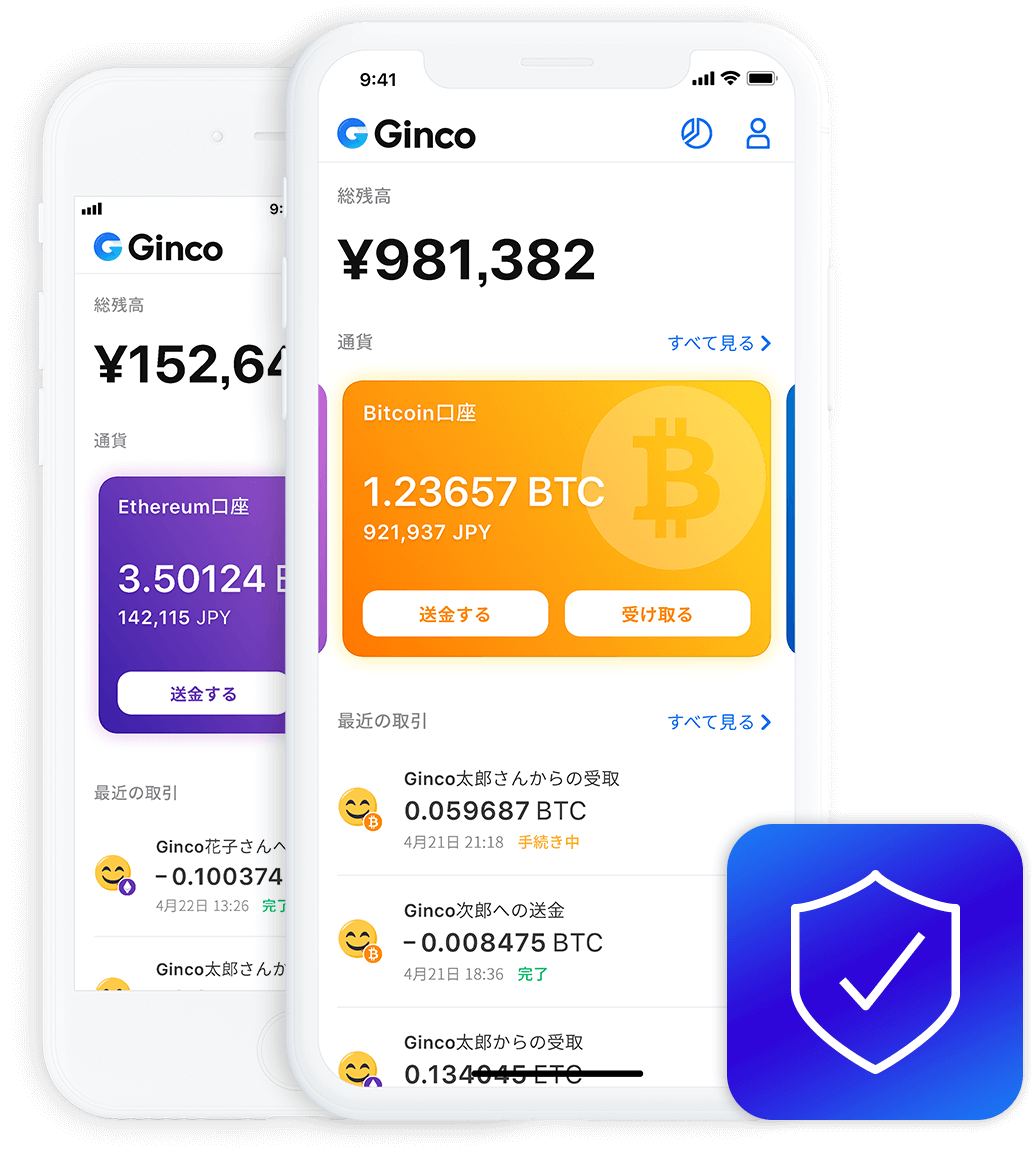 9:
Ginco
総残高
¥152,64
通貨
Ethereum口座
3.50124
142,115 JPY
送金する
最近の取引
Ginco花子さんへ
−0.100374
4月22日 13:26 完了
Ginco太郎さんか
9:41
Ginco
総残高
¥981,382
通貨 すべて見る
Bitcoin口座
1.23657 BTC
921,937 JPY
送金する 受け取る
最近の取引 すべて見る
Ginco太郎さんからの受取
0.059687 BTC
4月21日 21:18 手続き中
Ginco次郎への送金
−0.008475 BTC
4月21日 18:36 完了
Ginco太郎からの受取
0.134045 ETC